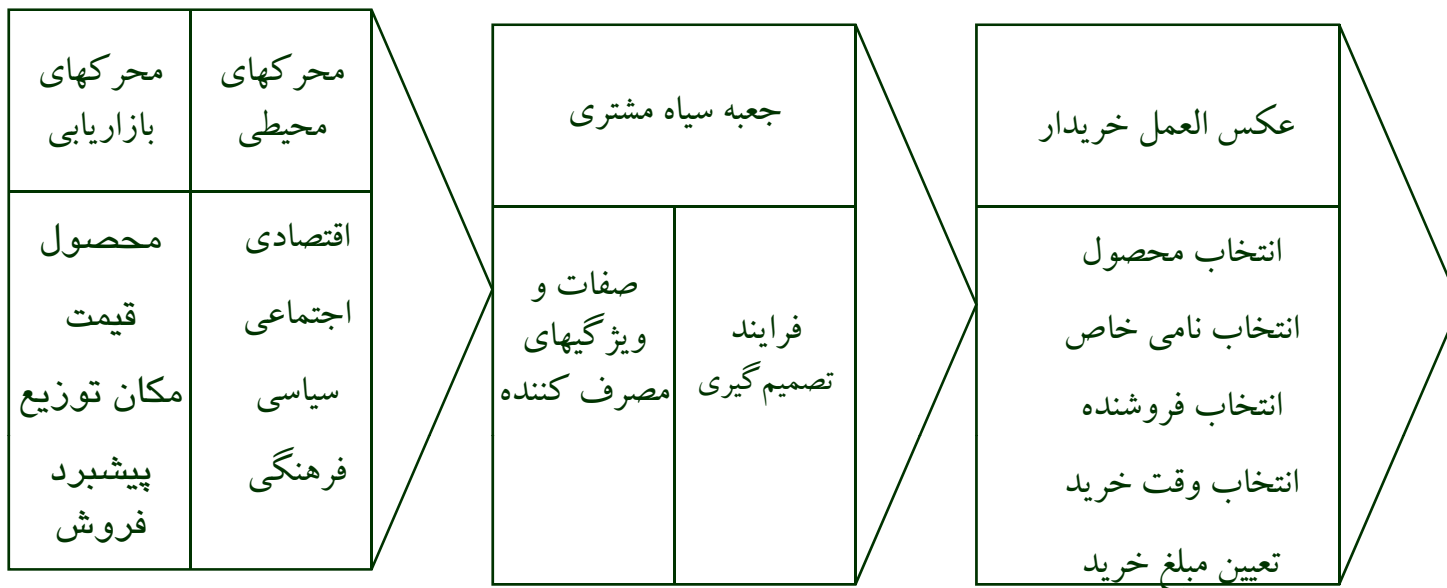 محرکهای
بازاریابی
محرکهای
محیطی
محصول
قیمت
مکان توزیع
پیشبرد
فروش
اقتصادی
اجتماعی
سیاسی
فرهنگی
جعبه سیاه مشتری
صفات و
ویژگیهای
مصرف کننده
فرایند
تصمیم‌گیری
عکس العمل خریدار
انتخاب محصول
انتخاب نامی خاص
انتخاب فروشنده
انتخاب وقت خرید
تعیین مبلغ خرید